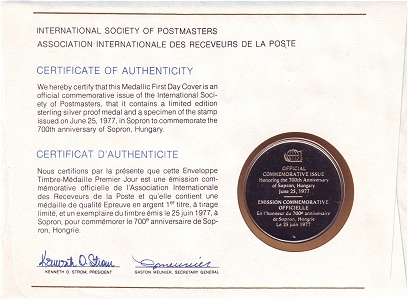 INTERNATIONAL SOCIETY OF POSTMASTERS
ASSOCIATION INTERNATIONALE DES RECEVEURS DE LA POSTE
CERTIFICATE OF AUTHENTICITY
We hereby certify that this Medallic First Day Cover is an
official commemorative issue of the International Soci-
ety of Postmasters, that it contains a limited edition
sterling silver proof medal and a specimen of the stamp
issued on June 25, 1977, in Sopron to commemorate the
700th anniversary of Sopron, Hungary.
CERTIFICAT D'AUTHENTICITE
Nous certifions par la présente que cette Enveloppe
Timbre-Médaille Premier Jour est une émission com-
mémorative officielle de l'Association Internationale
des Receveurs de la Poste et qu'elle contient une
médaille de qualité Épreuve en argent 1er titre, à tirage
limité, et un exemplaire du timbre émis le 25 juin 1977, à
Sopron, pour commémorer le 700e anniversaire de Sop-
ron, Hongrie.
Kenneth O. Strom
KENNETH O. STROM, PRESIDENT
G. Meunier
GASTON MEUNIER, SECRETARY GENERAL
OFFICIAL
COMMEMORATIVE ISSUE
Honoring the 700th Anniversary
of Sopron, Hungary
June 25, 1977
EMISSION COMMEMORATIVE
OFFICIELLE
En l'honneur du 700e anniversaire
de Sopron, Hongrie
Le 25 juin 1977